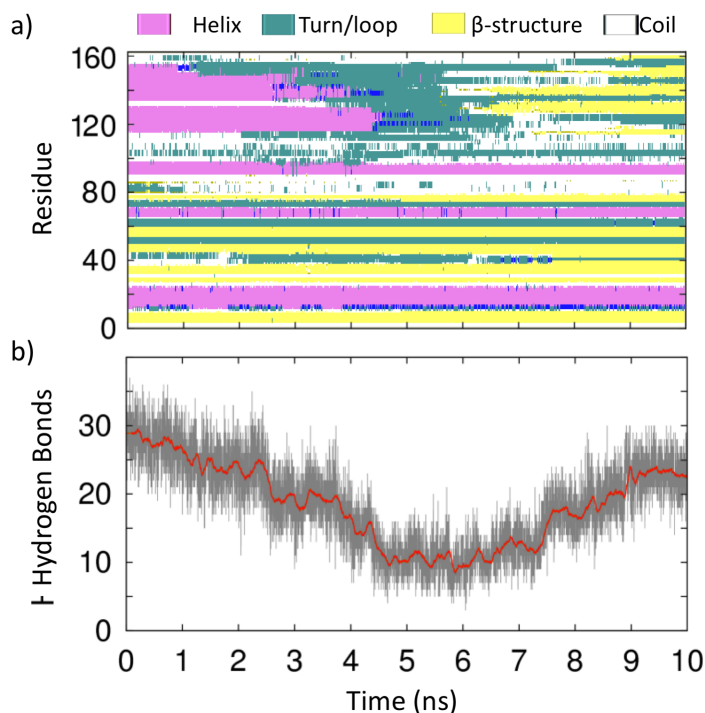 a) Helix Turn/loop β-structure Coil
160
120
80
40
0
Residue
b)
30
20
10
0
Hydrogen Bonds
0 1 2 3 4 5 6 7 8 9 10
Time (ns)